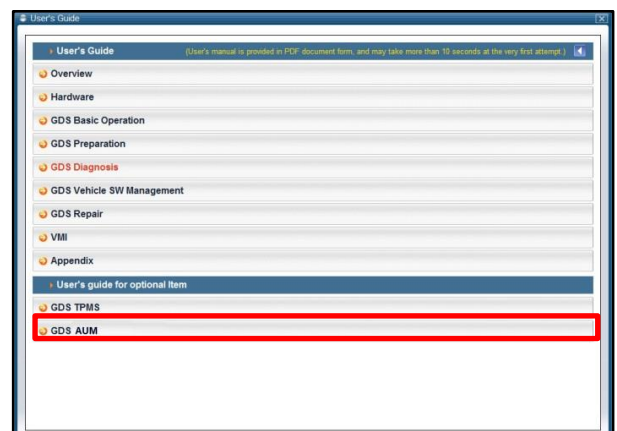 User's Guide
User's Guide (User's manual is provided in PDF document form, and may take more than 10 seconds at the very first attempt.)
Overview
Hardware
GDS Basic Operation
GDS Preparation
GDS Diagnosis
GDS Vehicle SW Management
GDS Repair
VMI
Appendix
User's guide for optional Item
GDS TPMS
GDS AUM